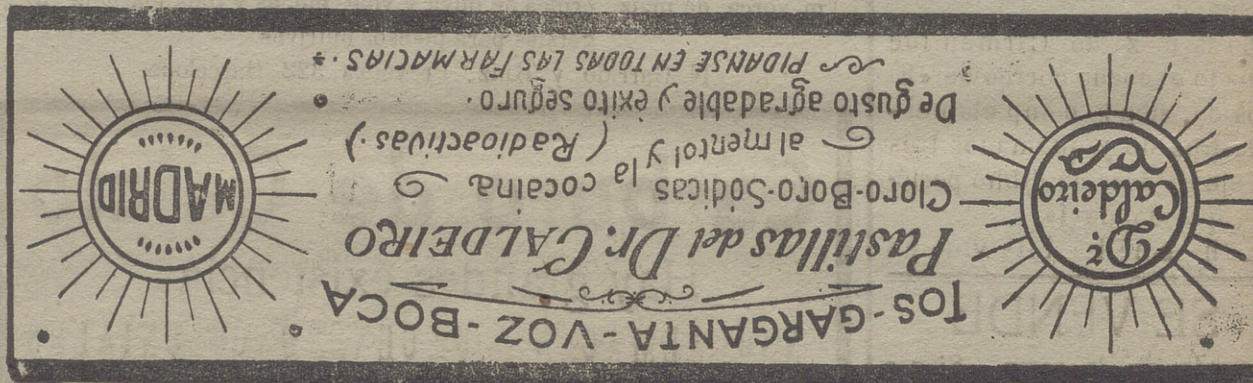 TOS-GARGANTA-VOZ-BOCA
Pastillas del Dr. CALDEIRO
Cloro-Boro-Sódicas cocaina
al mentol y la (Radioactivas)
De gusto agradable y éxito seguro.
PIDANSE EN TODAS LAS FARMACIAS.
Dr.
Caldeiro
MADRID